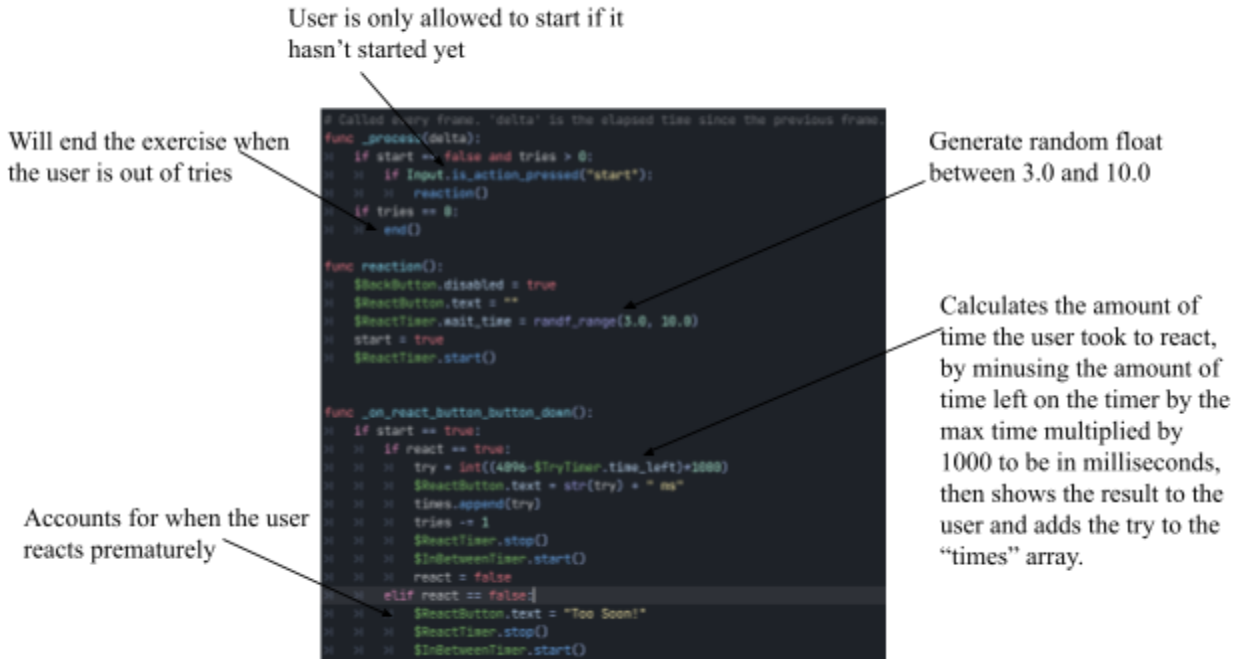 User is only allowed to start if it
hasn't started yet
Will end the exercise when
the user is out of tries
Generate random float
between 3.0 and 10.0
Calculates the amount of
time the user took to react,
by minusing the amount of
time left on the timer by the
max time multiplied by
1000 to be in milliseconds,
then shows the result to the
user and adds the try to the
“times” array.
Accounts for when the user
reacts prematurely
# Called every frame. 'delta' is the elapsed time since the previous frame.
func _process(delta):
if start == false and tries > 0:
if Input.is_action_pressed("start"):
reaction()
if tries == 0:
end()
func reaction():
$BackButton.disabled = true
$ReactButton.text = ""
$ReactTimer.wait_time = randf_range(3.0, 10.0)
start = true
$ReactTimer.start()
func _on_react_button_button_down():
if start == true:
if react == true:
try = int((4096-$TryTimer.time_left)*1000)
$ReactButton.text = str(try) + " ms"
times.append(try)
tries -= 1
$ReactTimer.stop()
$InBetweenTimer.start()
react = false
elif react == false:
$ReactButton.text = "Too Soon!"
$ReactTimer.stop()
$InBetweenTimer.start()